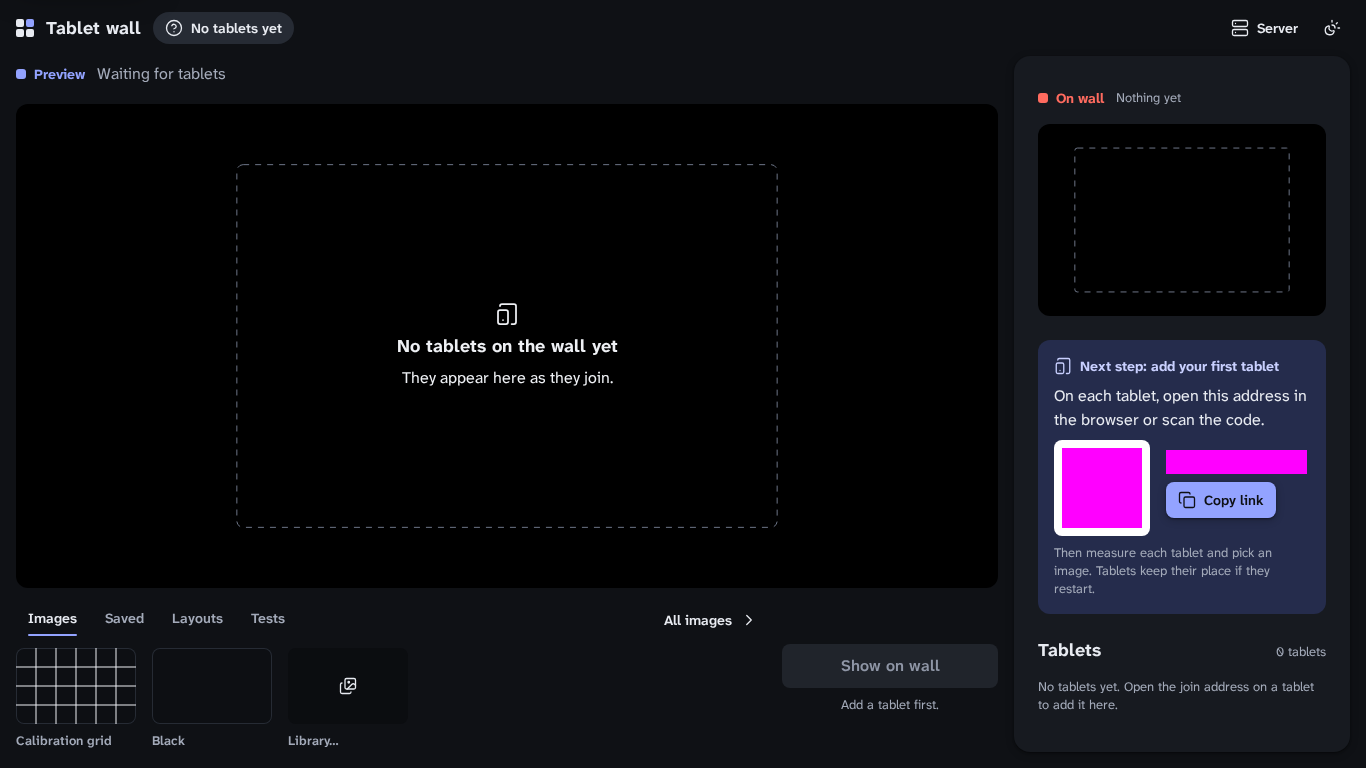 Tablet wall
No tablets yet
Server
Preview
Waiting for tablets
On wall
Nothing yet
No tablets on the wall yet
They appear here as they join.
Next step: add your first tablet
On each tablet, open this address in
the browser or scan the code.
Copy link
Then measure each tablet and pick an
image. Tablets keep their place if they
restart.
Images
Saved
Layouts
Tests
All images
Calibration grid
Black
Library...
Show on wall
Add a tablet first.
Tablets
0 tablets
No tablets yet. Open the join address on a tablet
to add it here.